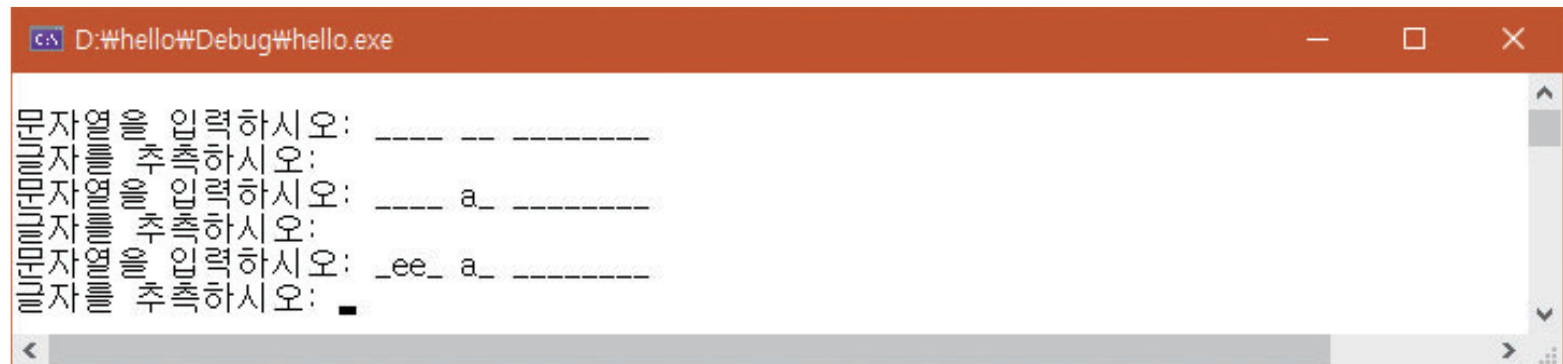 D:₩hello₩Debug₩hello.exe
문자열을 입력하시오: ____ __ ________
글자를 추측하시오:
문자열을 입력하시오: ____ a_ ________
글자를 추측하시오:
문자열을 입력하시오: _ee_ a_ ________
글자를 추측하시오: